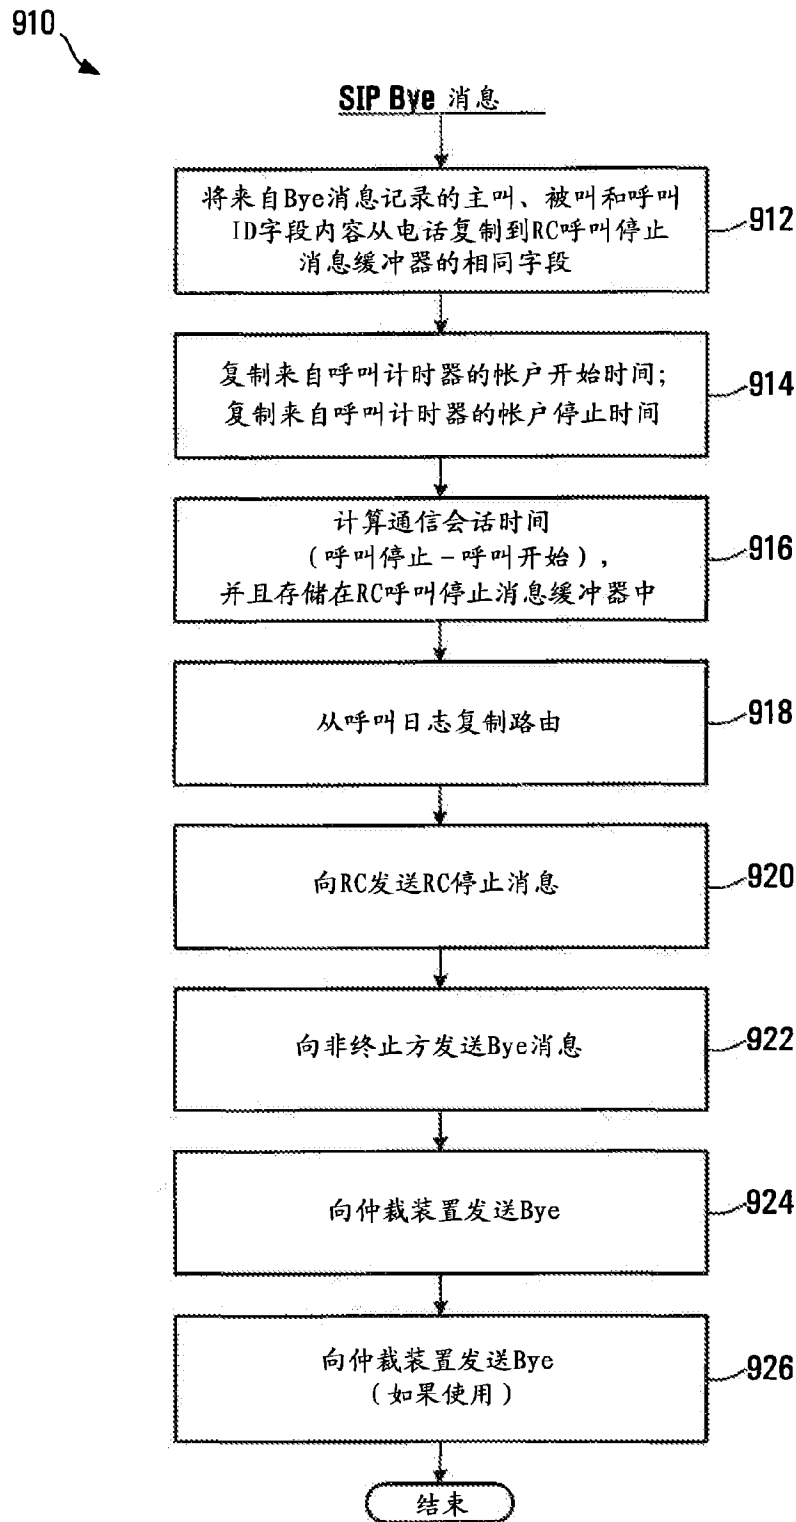 910
SIP Bye 消息
将来自Bye消息记录的主叫、被叫和呼叫
ID字段内容从电话复制到RC呼叫停止
消息缓冲器的相同字段
912
复制来自呼叫计时器的帐户开始时间；
复制来自呼叫计时器的帐户停止时间
914
计算通信会话时间
（呼叫停止－呼叫开始），
并且存储在RC呼叫停止消息缓冲器中
916
从呼叫日志复制路由
918
向RC发送RC停止消息
920
向非终止方发送Bye消息
922
向仲裁装置发送Bye
924
向仲裁装置发送Bye
（如果使用）
926
结束